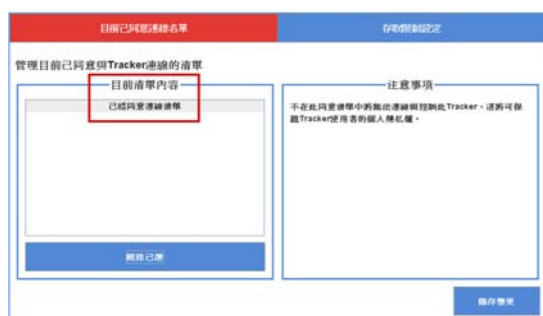 目前已同意連線名單
存取限制設定
管理目前已同意與Tracker連線的清單
目前清單內容
已經同意連線清單
刪除已選
注意事項
不在此同意清單中將無法連線與控制此Tracker，這將可保
證Tracker使用者的個人隱私權。
儲存變更